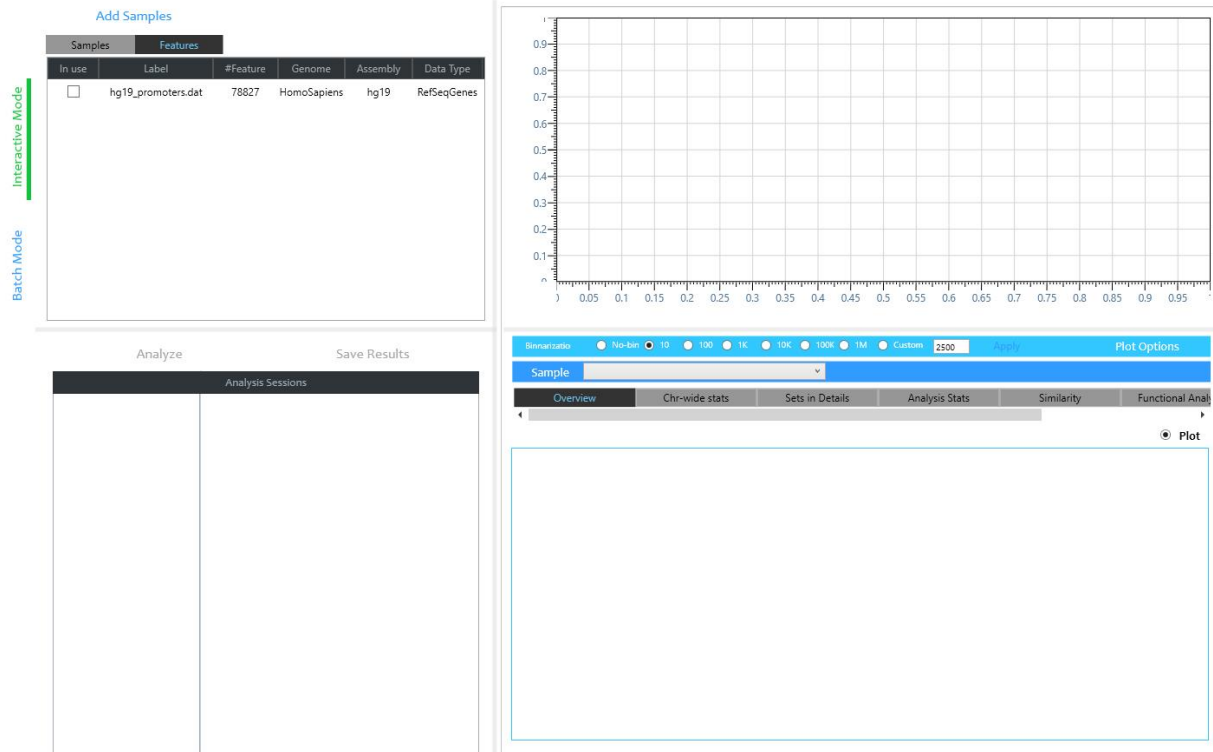 Add Samples
Samples Features
In use Label #Feature Genome Assembly Data Type
hg19_promoters.dat 78827 HomoSapiens hg19 RefSeqGenes
Interactive Mode
Batch Mode
0.9
0.8
0.7
0.6
0.5
0.4
0.3
0.2
0.1
0.05 0.1 0.15 0.2 0.25 0.3 0.35 0.4 0.45 0.5 0.55 0.6 0.65 0.7 0.75 0.8 0.85 0.9 0.95
Analyze Save Results
Analysis Sessions
Binnarizatio No-bin 10 100 1K 10K 100K 1M Custom 2500 Apply Plot Options
Sample
Overview Chr-wide stats Sets in Details Analysis Stats Similarity Functional Analy
Plot